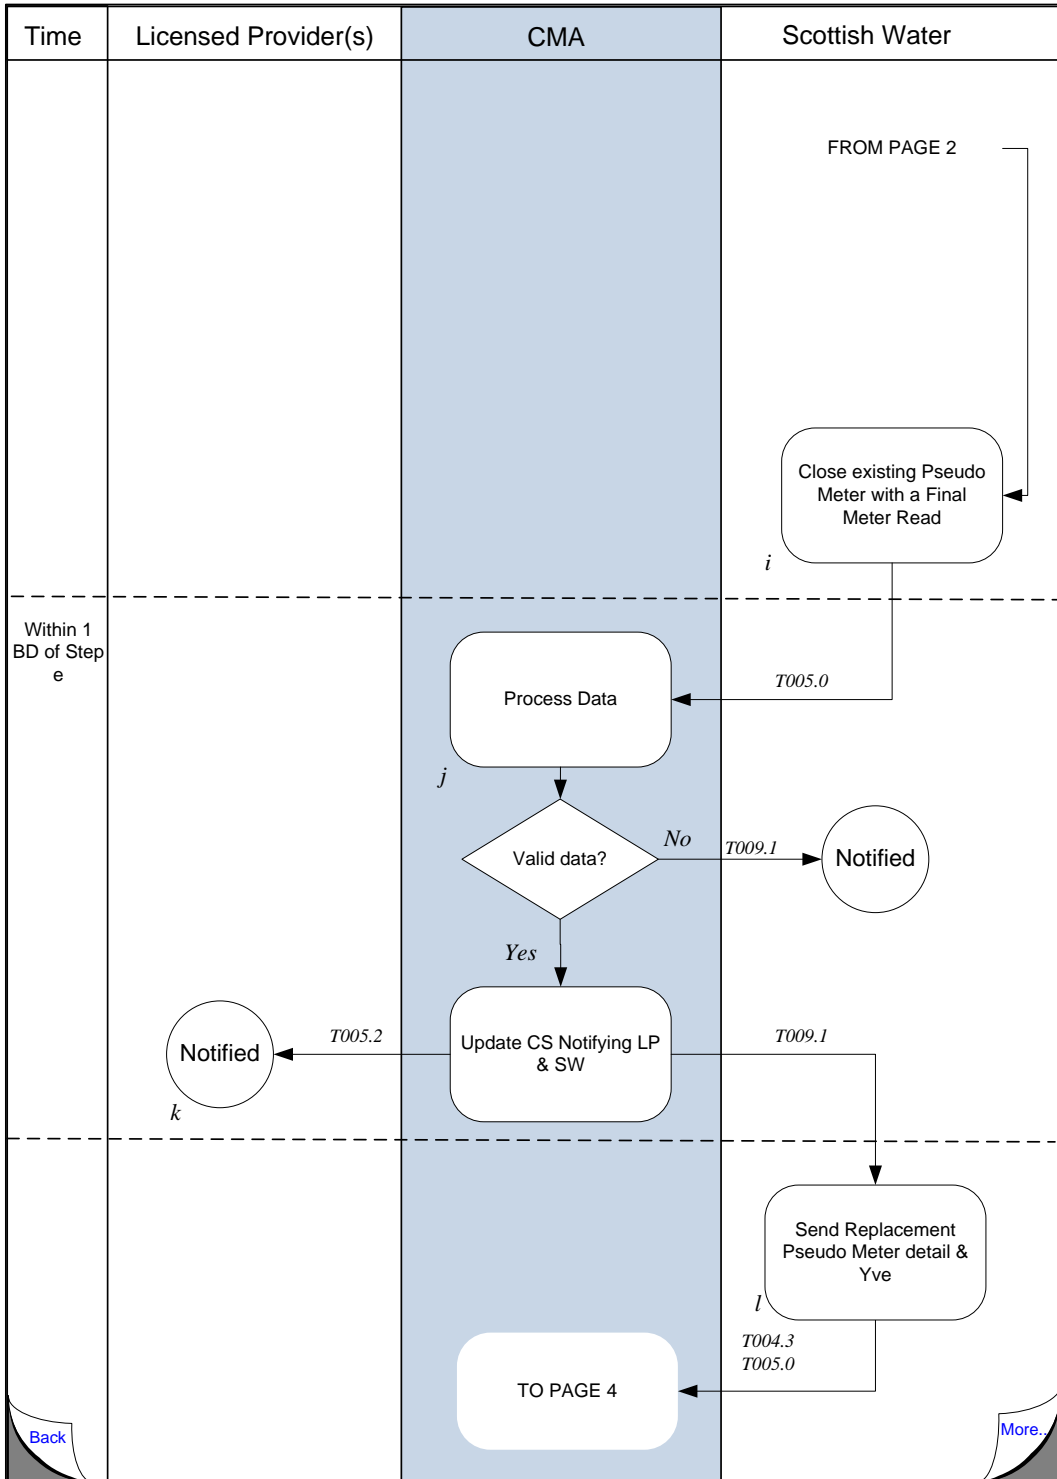 Time
Licensed Provider(s)
CMA
Scottish Water
FROM PAGE 2
Close existing Pseudo
Meter with a Final
Meter Read
i
Within 1
BD of Step
e
T005.0
Process Data
j
Valid data?
No
T009.1
Notified
Yes
Notified
k
T005.2
Update CS Notifying LP
& SW
T009.1
Send Replacement
Pseudo Meter detail &
Yve
l
T004.3
T005.0
TO PAGE 4
Back
More..